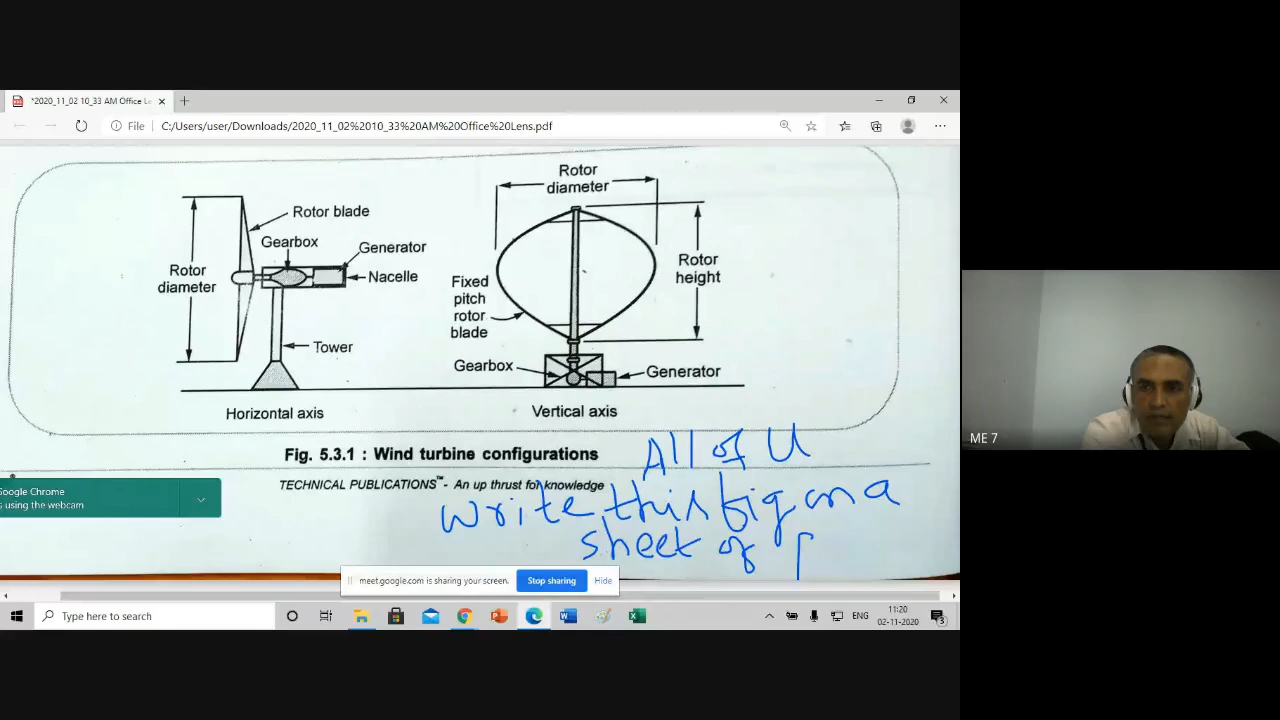 *2020_11_02 10_33 AM Office Le
File
C:/Users/user/Downloads/2020_11_02%2010_33%20AM%20Office%20Lens.pdf
Rotor
diameter
Rotor blade
Gearbox
Generator
Nacelle
Rotor
diameter
Tower
Horizontal axis
Rotor
height
Fixed
pitch
rotor
blade
Gearbox
Generator
Vertical axis
Fig. 5.3.1 : Wind turbine configurations
TECHNICAL PUBLICATIONS™- An up thrust for knowledge
All of U
write this fig on a
sheet of p
Google Chrome
is using the webcam
meet.google.com is sharing your screen.
Stop sharing
Hide
Type here to search
ENG
11:20
02-11-2020
3
ME 7